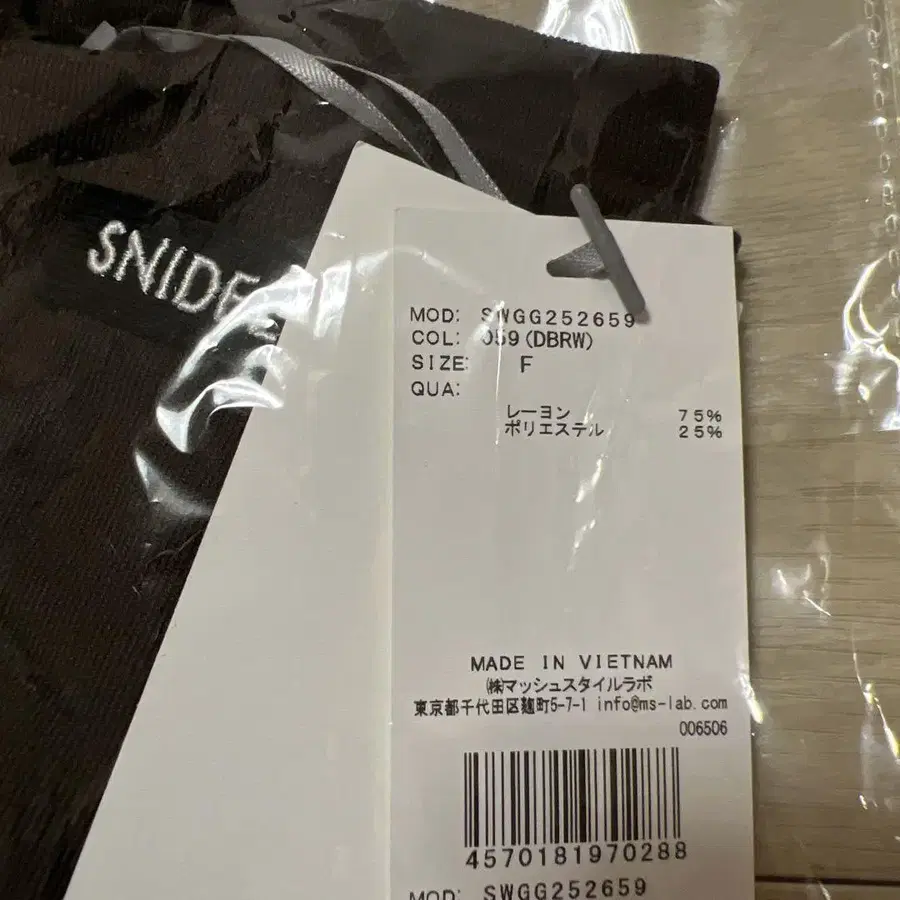 SNIDE
MOD: SWGG252659
COL: 059(DBRW)
SIZE: F
QUA:
レーヨン 75%
ポリエステル 25%
MADE IN VIETNAM
㈱マッシュスタイルラボ
東京都千代田区麹町5-7-1 info@ms-lab.com
006506
4570181970288
MOD: SWGG252659